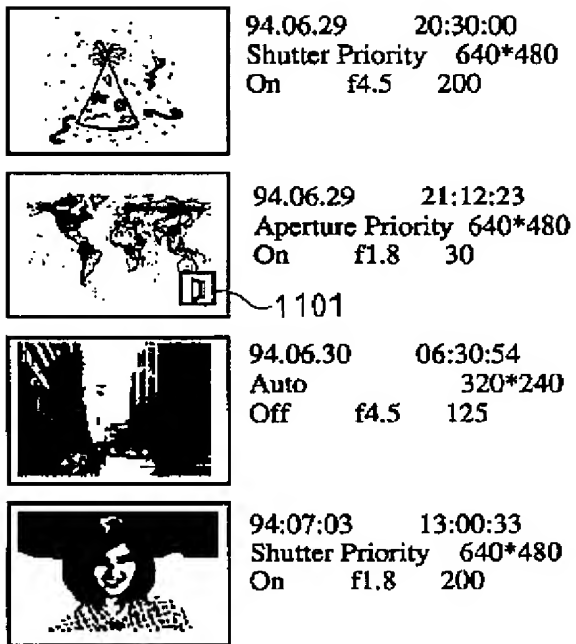 94.06.29 20:30:00
Shutter Priority 640*480
On f4.5 200
94.06.29 21:12:23
Aperture Priority 640*480
On f1.8 30
1101
94.06.30 06:30:54
Auto 320*240
Off f4.5 125
94:07:03 13:00:33
Shutter Priority 640*480
On f1.8 200